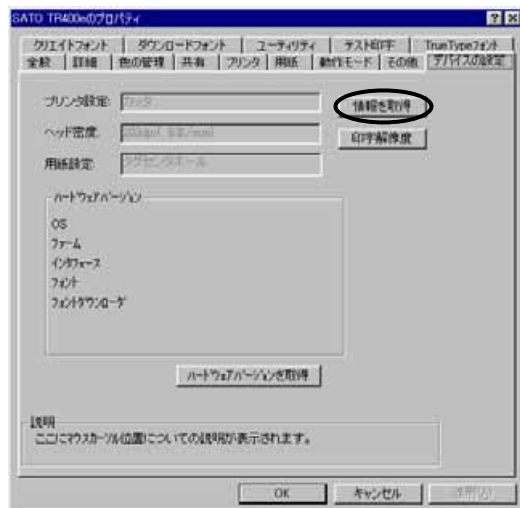 SATO TR400eのプロパティ
クリエイトフォント ダウンロードフォント ユーティリティ テスト印字 TrueTypeフォント
全般 詳細 色の管理 共有 プリンタ 用紙 動作モード その他 デバイスの設定
プリンタ設定: カッタ
情報を取得
ヘッド密度:
印字解像度
用紙設定:
ハードウェアバージョン
OS
ファーム
インタフェース
フォント
フォントダウンローダ
ハードウェアバージョンを取得
説明
ここにマウスカーソル位置についての説明が表示されます。
OK キャンセル 適用(A)